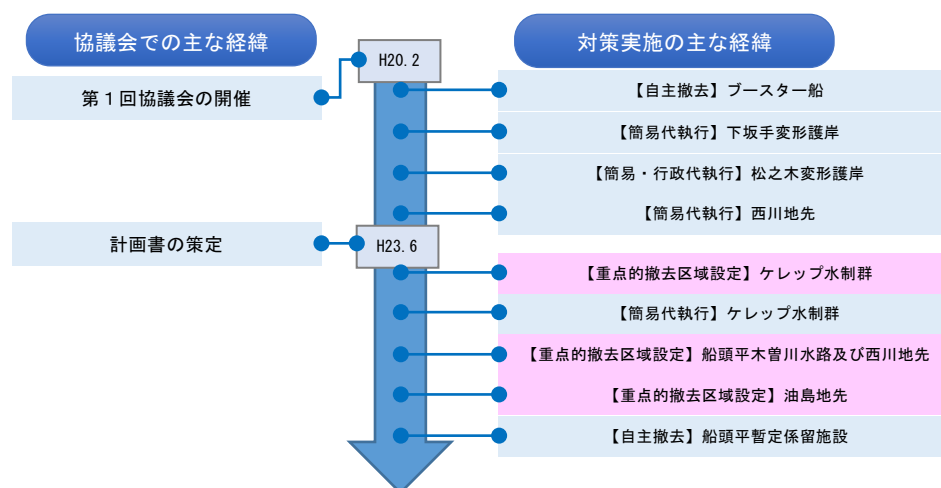 協議会での主な経緯
対策実施の主な経緯
H20.2
第１回協議会の開催
【自主撤去】ブースター船
【簡易代執行】下坂手変形護岸
【簡易・行政代執行】松之木変形護岸
【簡易代執行】西川地先
計画書の策定
H23.6
【重点的撤去区域設定】ケレップ水制群
【簡易代執行】ケレップ水制群
【重点的撤去区域設定】船頭平木曽川水路及び西川地先
【重点的撤去区域設定】油島地先
【自主撤去】船頭平暫定係留施設